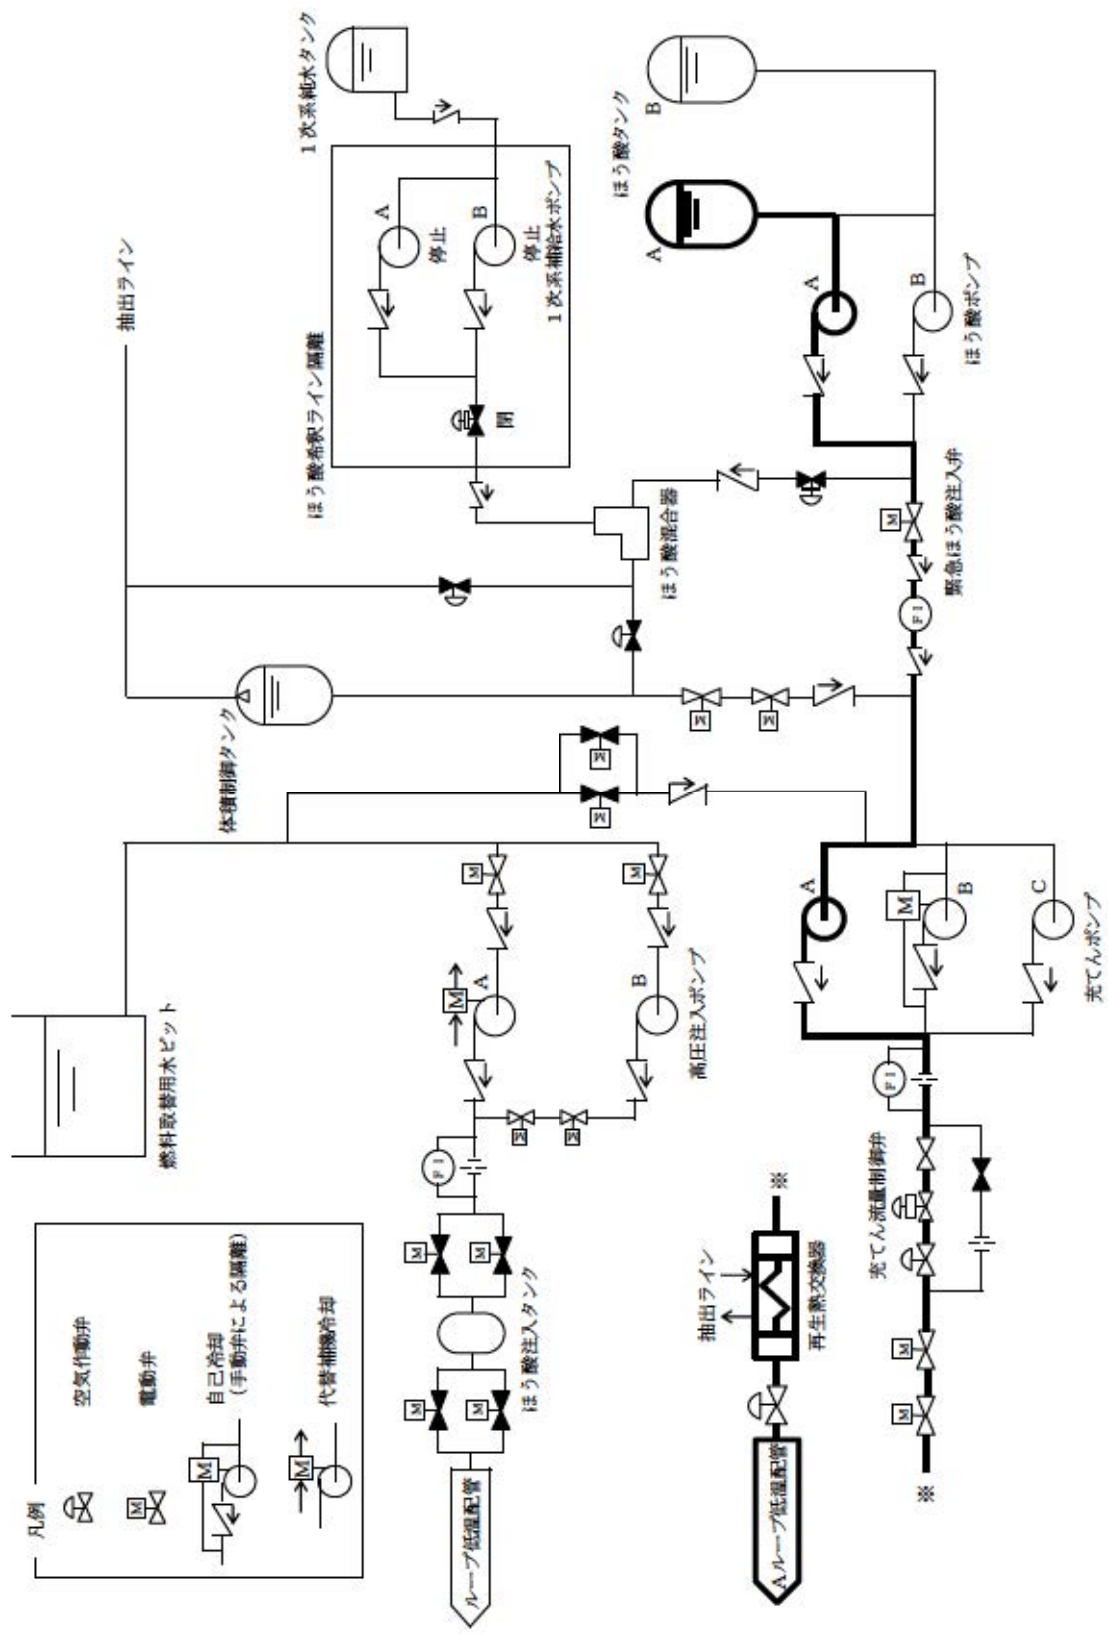 凡例
空気作動弁
電動弁
M
自己冷却
（手動弁による隔離）
M
代替補機冷却
M
燃料取替用水ピット
体積制御タンク
抽出ライン
ほう酸希釈ライン隔離
1次系純水タンク
A
停止
B
停止
1次系補給水ポンプ
閉
ほう酸混合器
ほう酸タンク
A
B
A
B
ほう酸ポンプ
緊急ほう酸注入弁
M
FI
M
M
M
M
M
M
M
A
B
高圧注入ポンプ
M
M
FI
M
M
M
M
ほう酸注入タンク
ループ低温配管
A
M
B
C
充てんポンプ
FI
充てん流量制御弁
M
M
※
※
抽出ライン
再生熱交換器
Aループ低温配管